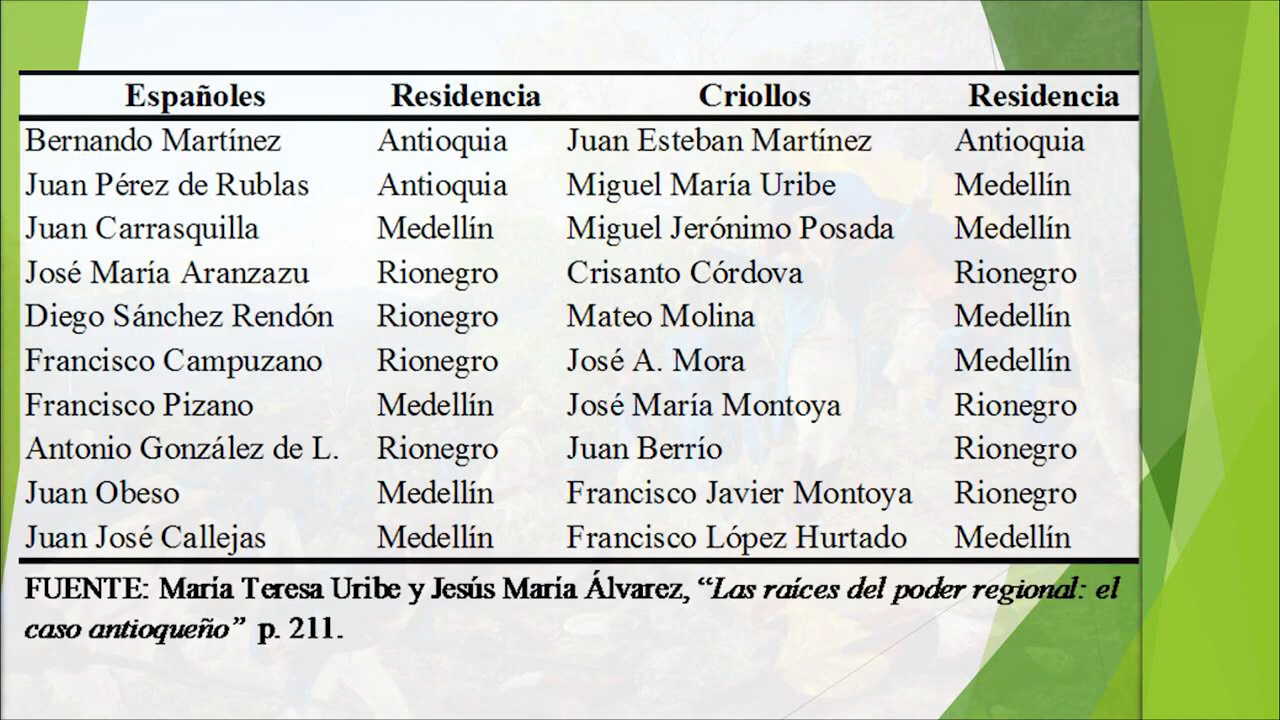 Españoles Residencia Criollos Residencia
Bernando Martínez Antioquia Juan Esteban Martínez Antioquia
Juan Pérez de Rublas Antioquia Miguel María Uribe Medellín
Juan Carrasquilla Medellín Miguel Jerónimo Posada Medellín
José María Aranzazu Rionegro Crisanto Córdova Rionegro
Diego Sánchez Rendón Rionegro Mateo Molina Medellín
Francisco Campuzano Rionegro José A. Mora Medellín
Francisco Pizano Medellín José María Montoya Rionegro
Antonio González de L. Rionegro Juan Berrío Rionegro
Juan Obeso Medellín Francisco Javier Montoya Rionegro
Juan José Callejas Medellín Francisco López Hurtado Medellín
FUENTE: María Teresa Uribe y Jesús María Álvarez, “Las raíces del poder regional: el
caso antioqueño” p. 211.